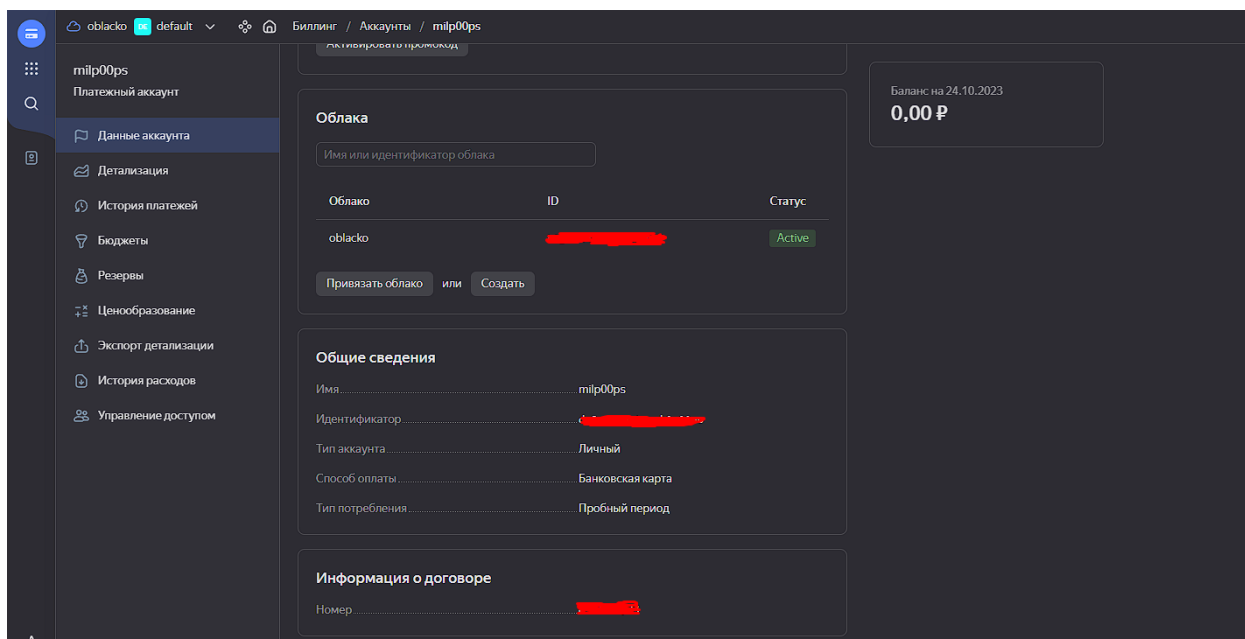 oblacko DE default Биллинг / Аккаунты / milp00ps
milp00ps
Платежный аккаунт
Данные аккаунта
Детализация
История платежей
Бюджеты
Резервы
Ценообразование
Экспорт детализации
История расходов
Управление доступом
Активировать промокод
Облака
Имя или идентификатор облака
Облако ID Статус
oblacko Active
Привязать облако или Создать
Общие сведения
Имя milp00ps
Идентификатор
Тип аккаунта Личный
Способ оплаты Банковская карта
Тип потребления Пробный период
Информация о договоре
Номер
Баланс на 24.10.2023
0,00 ₽